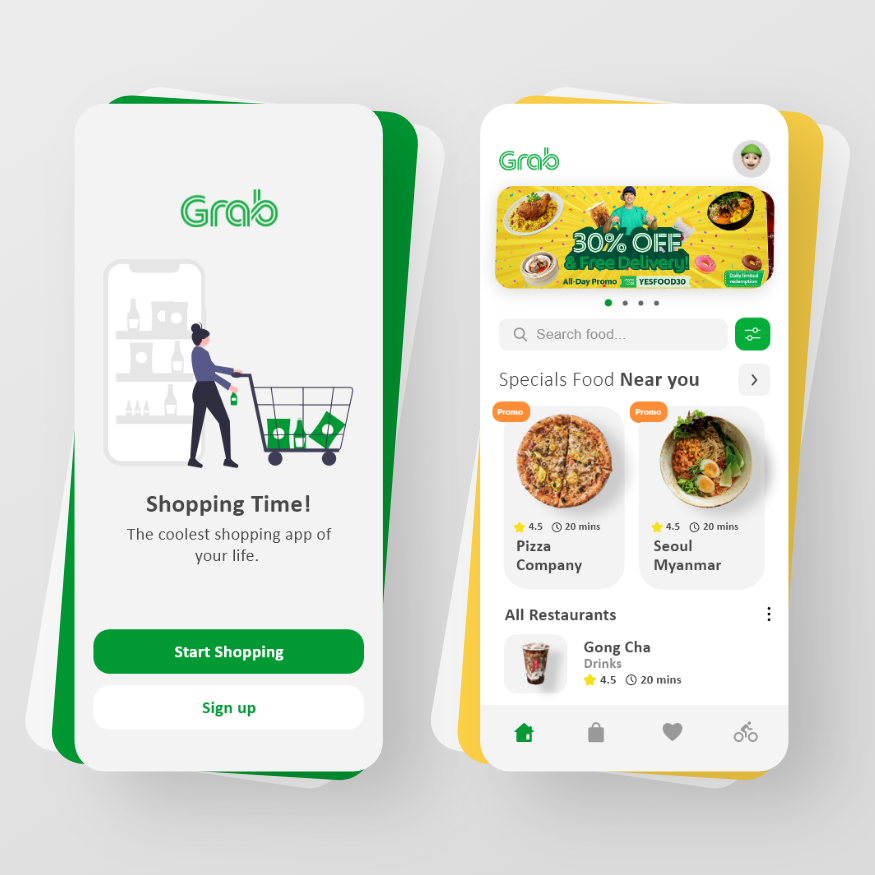 Grab
Shopping Time!
The coolest shopping app of
your life.
Start Shopping
Sign up
Grab
30% OFF
& Free Delivery!
All-Day Promo YESFOOD30
Daily limited
redemption
Search food...
Specials Food Near you
Promo Promo
4.5 20 mins 4.5 20 mins
Pizza
Company
Seoul
Myanmar
All Restaurants
Gong Cha
Drinks
4.5 20 mins